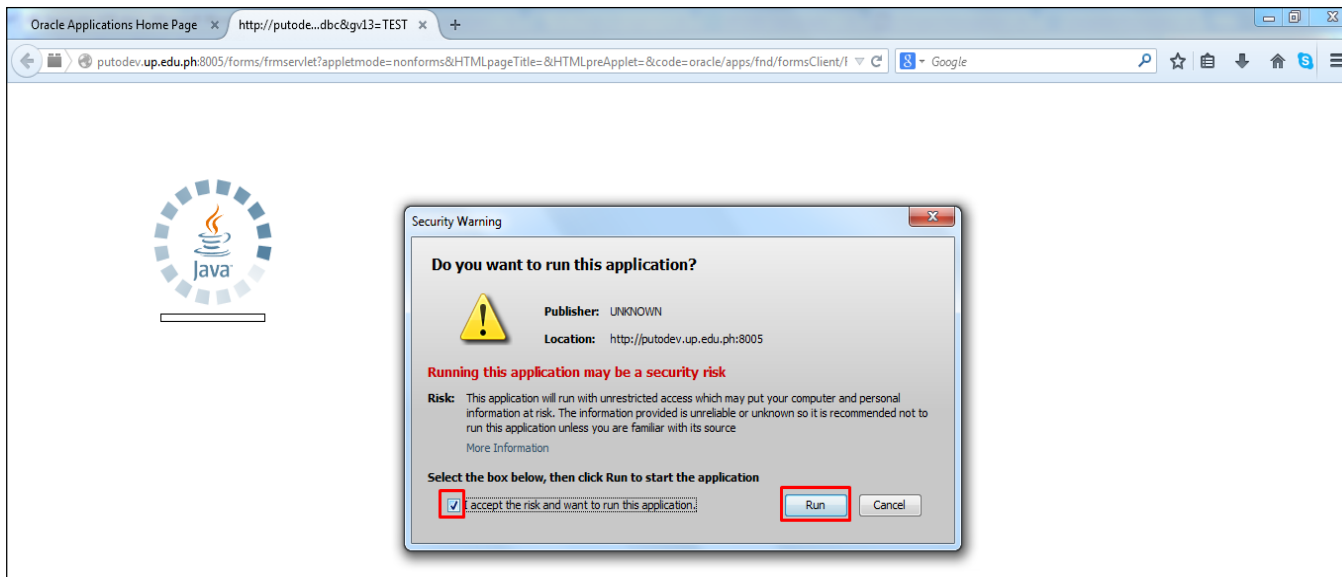 Oracle Applications Home Page
http://putode...dbc&gv13=TEST
putodev.up.edu.ph:8005/forms/frmservlet?appletmode=nonforms&HTMLpageTitle=&HTMLpreApplet=&code=oracle/apps/fnd/formsClient/
Google
Java
Security Warning
Do you want to run this application?
Publisher: UNKNOWN
Location: http://putodev.up.edu.ph:8005
Running this application may be a security risk
Risk: This application will run with unrestricted access which may put your computer and personal
information at risk. The information provided is unreliable or unknown so it is recommended not to
run this application unless you are familiar with its source
More Information
Select the box below, then click Run to start the application
I accept the risk and want to run this application.
Run
Cancel